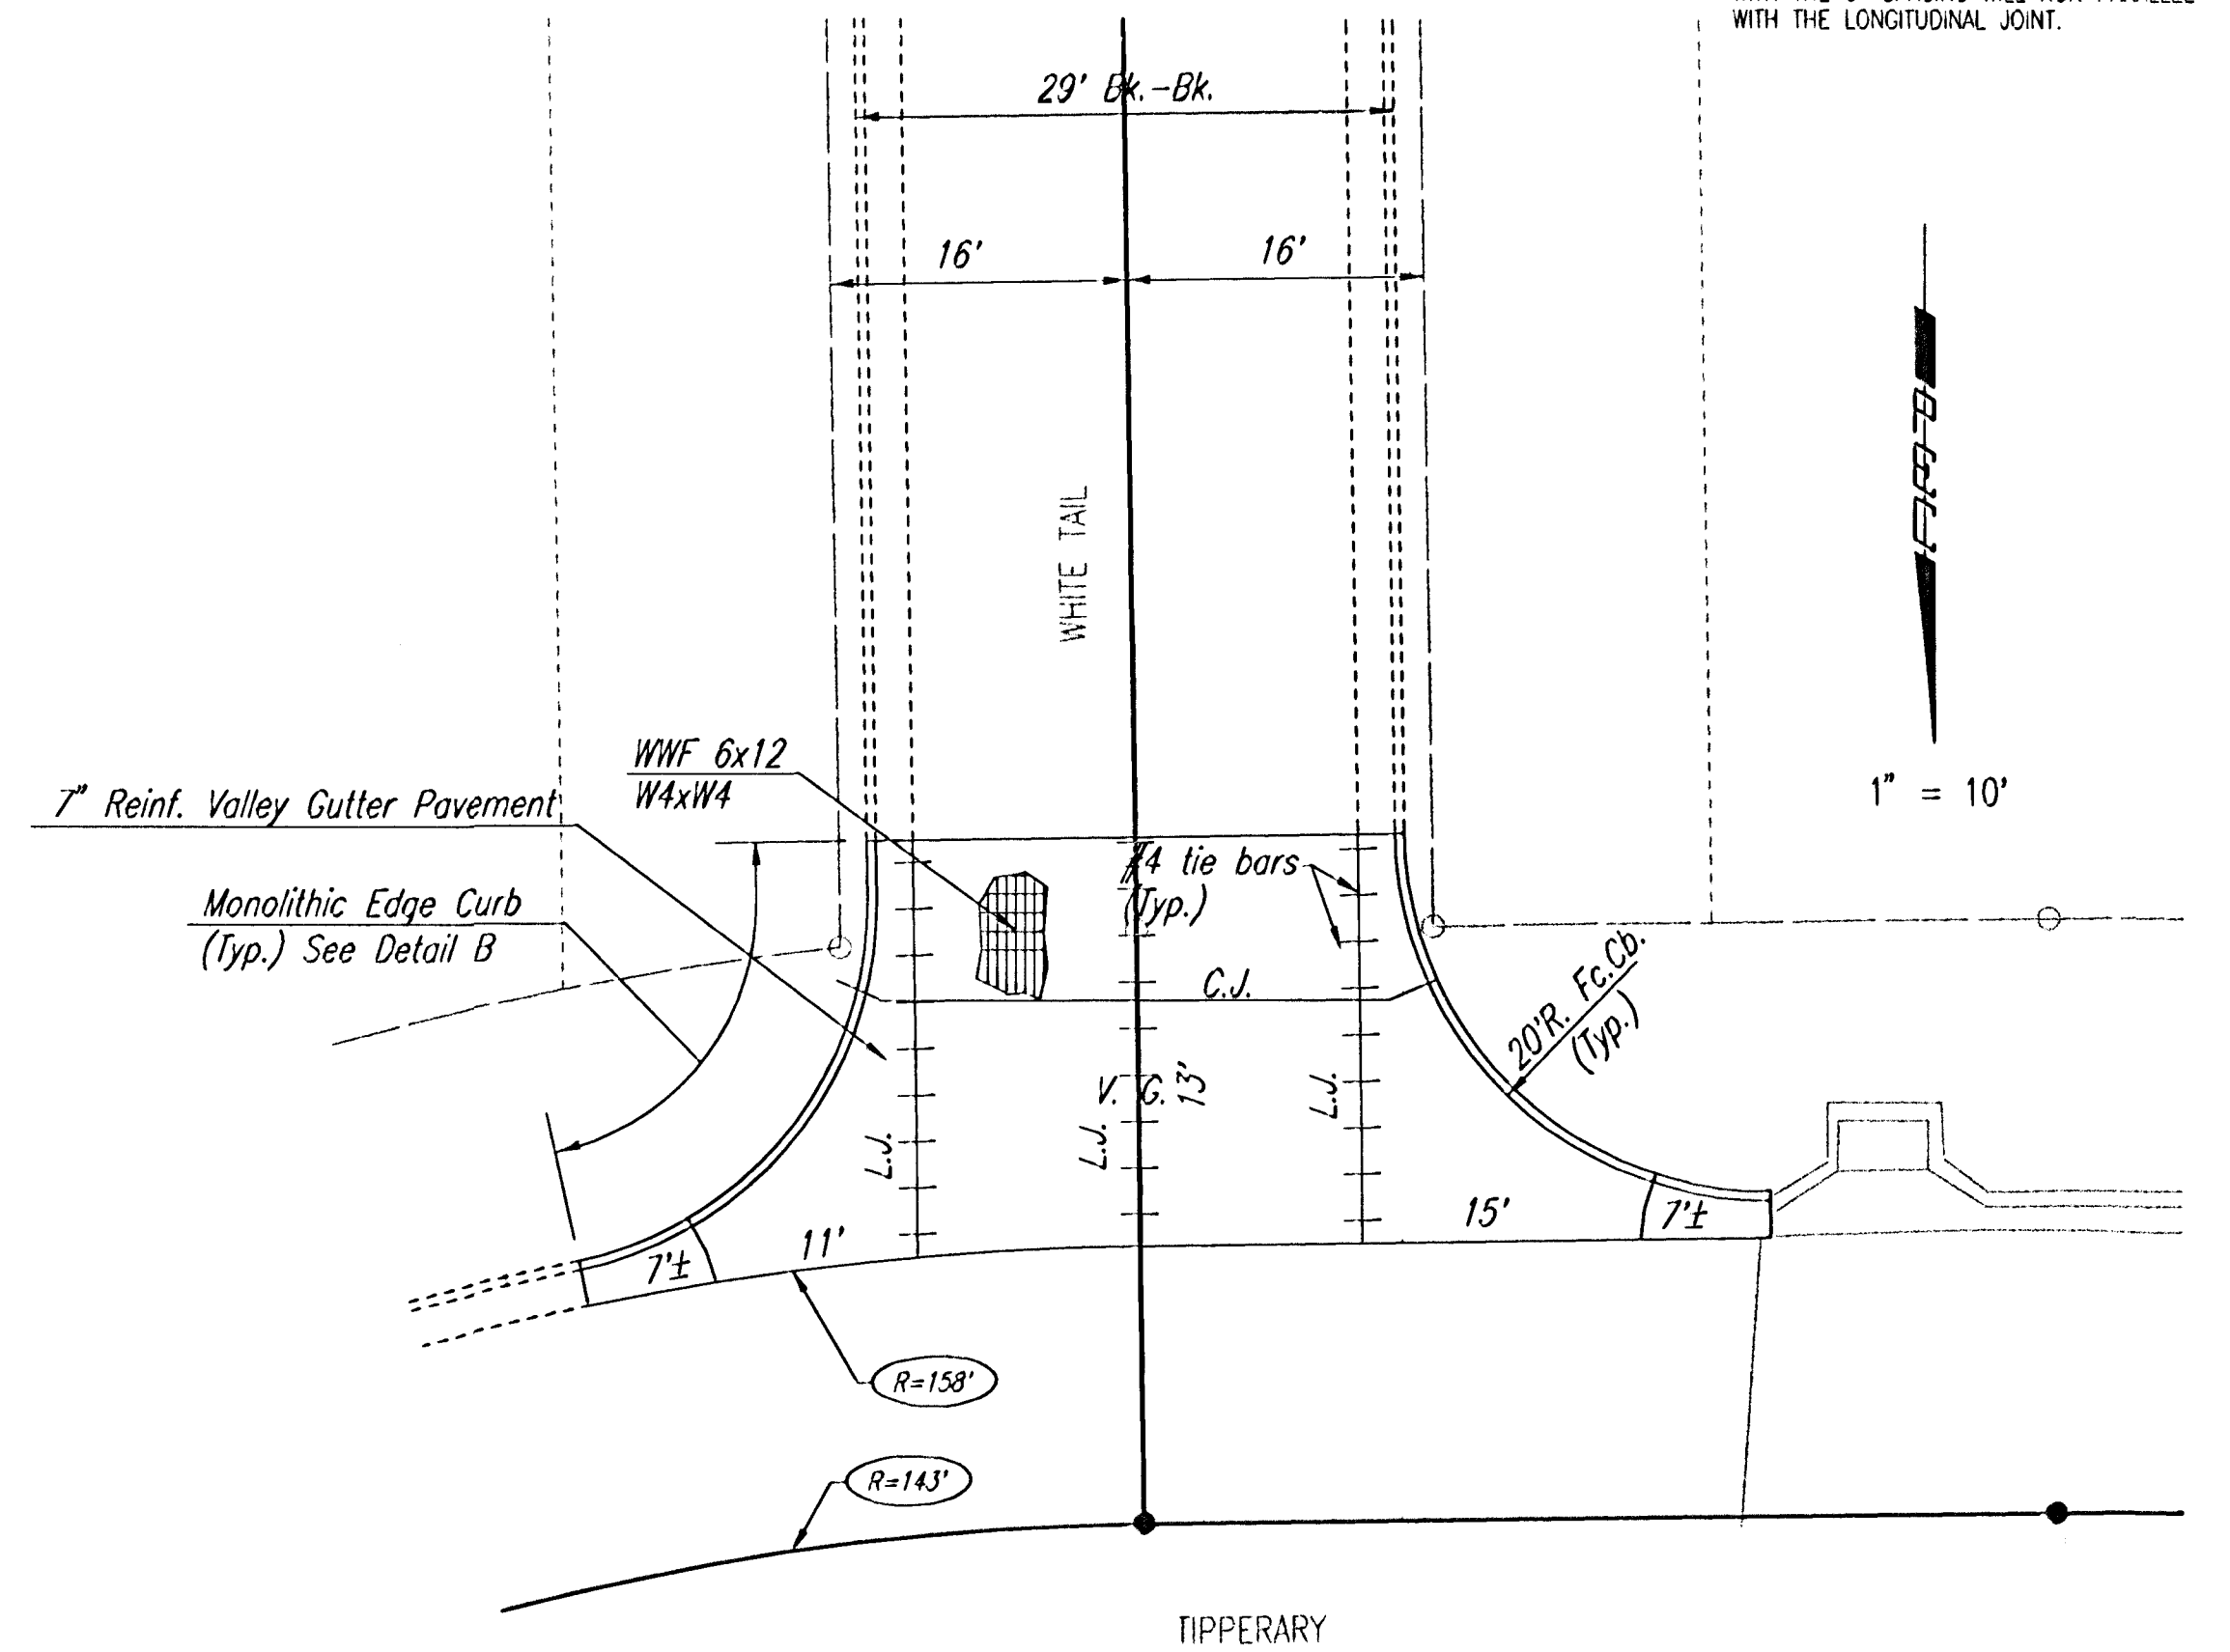 WITH THE LONGITUDINAL JOINT.
29' Bk.-Bk.
16'
16'
WHITE TAIL
WWF 6x12
W4xW4
7" Reinf. Valley Gutter Pavement
1" = 10'
#4 tie bars
(Typ.)
Monolithic Edge Curb
(Typ.) See Detail B
C.J.
20'R. Fc.Cb.
(Typ.)
V. G.
13'
L.J.
L.J.
L.J.
11'
15'
7'±
7'±
R=158'
R=143'
TIPPERARY